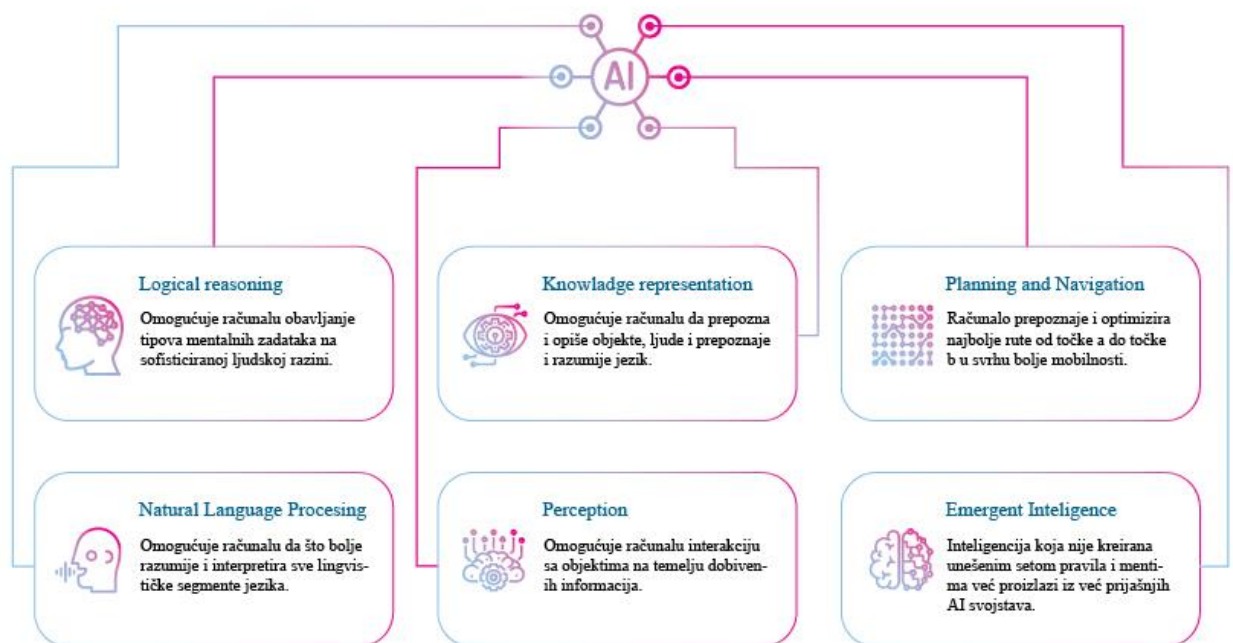 AI
Logical reasoning
Omogućuje računalu obavljanje
tipova mentalnih zadataka na
sofisticiranoj ljudskoj razini.
Knowladge representation
Omogućuje računalu da prepozna
i opiše objekte, ljude i prepoznaje
i razumije jezik.
Planning and Navigation
Računalo prepoznaje i optimizira
najbolje rute od točke a do točke
b u svrhu bolje mobilnosti.
Natural Language Procesing
Omogućuje računalu da što bolje
razumije i interpretira sve lingvis-
tičke segmente jezika.
Perception
Omogućuje računalu interakciju
sa objektima na temelju dobiven-
ih informacija.
Emergent Inteligence
Inteligencija koja nije kreirana
unešenim setom pravila i menti-
ma već proizlazi iz već prijašnjih
AI svojstava.